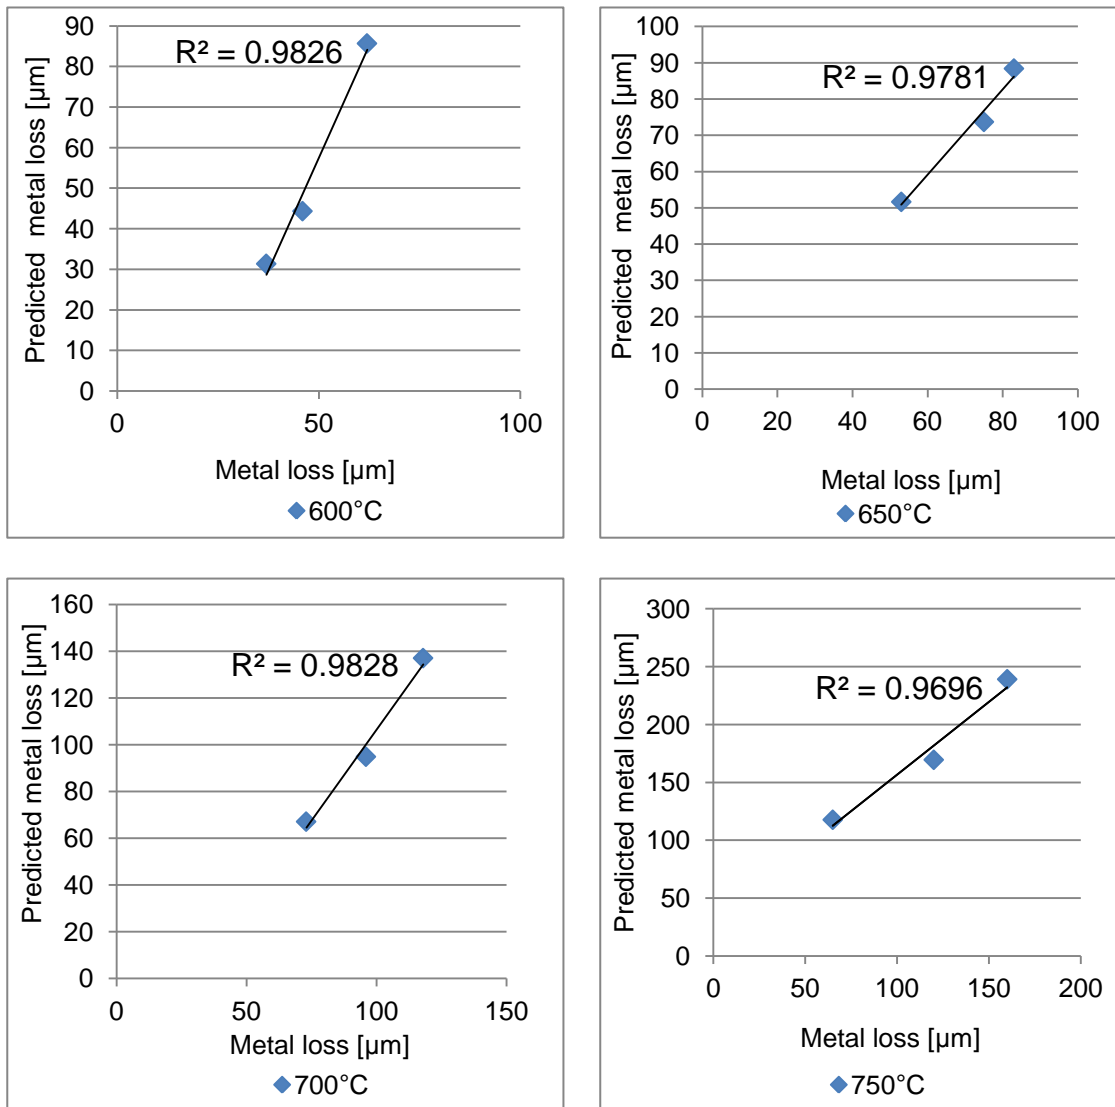 90
80
70
60
50
40
30
20
10
0
Predicted  metal loss [µm]
R² = 0.9826
0 50 100
Metal loss [µm]
600°C
100
90
80
70
60
50
40
30
20
10
0
Predicted  metal loss [µm]
R² = 0.9781
0 20 40 60 80 100
Metal loss [µm]
650°C
160
140
120
100
80
60
40
20
0
Predicted metal loss [µm]
R² = 0.9828
0 50 100 150
Metal loss [µm]
700°C
300
250
200
150
100
50
0
Predicted metal loss [µm]
R² = 0.9696
0 50 100 150 200
Metal loss [µm]
750°C